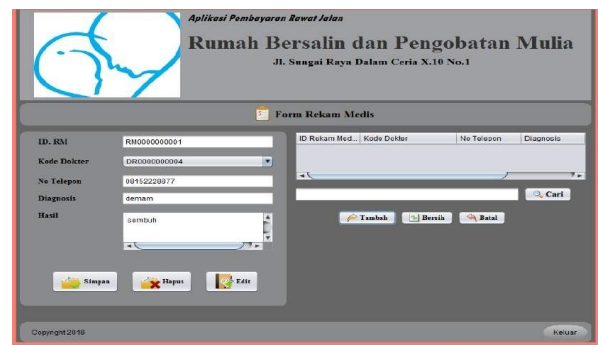 Aplikasi Pembayaran Rawat Jalan
Rumah Bersalin dan Pengobatan Mulia
Jl. Sungai Raya Dalam Ceria X.10 No.1
Form Rekam Medis
ID. RM
RM0000000001
Kode Dokter
DR0000000004
No Telepon
08152228877
Diagnosis
demam
Hasil
sembuh
Simpan
Hapus
Edit
ID Rekam Med...
Kode Dokter
No Telepon
Diagnosis
Cari
Tambah
Bersih
Batal
Copyright 2018
Keluar